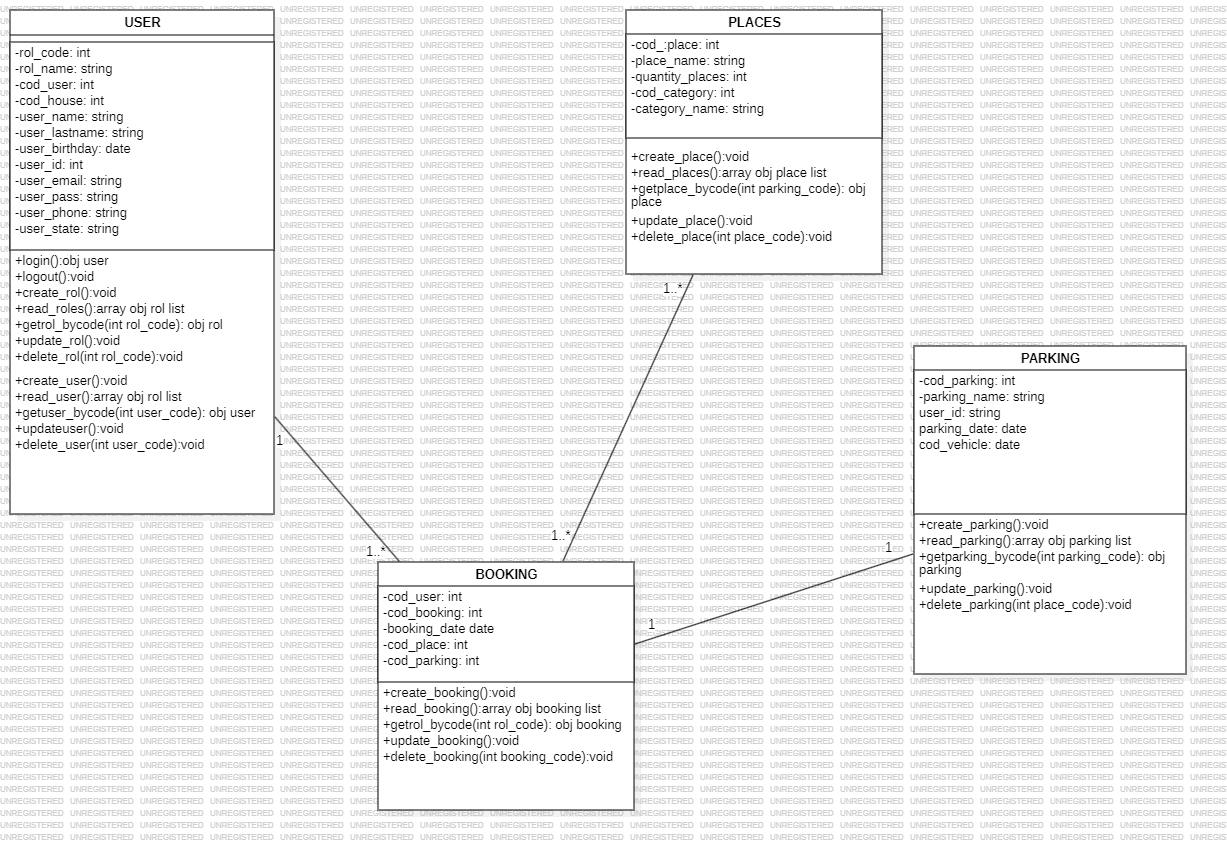 USER
-rol_code: int
-rol_name: string
-cod_user: int
-cod_house: int
-user_name: string
-user_lastname: string
-user_birthday: date
-user_id: int
-user_email: string
-user_pass: string
-user_phone: string
-user_state: string
+login():obj user
+logout():void
+create_rol():void
+read_roles():array obj rol list
+getrol_bycode(int rol_code): obj rol
+update_rol():void
+delete_rol(int rol_code):void
+create_user():void
+read_user():array obj rol list
+getuser_bycode(int user_code): obj user
+updateuser():void
+delete_user(int user_code):void
1
1..*
PLACES
-cod_:place: int
-place_name: string
-quantity_places: int
-cod_category: int
-category_name: string
+create_place():void
+read_places():array obj place list
+getplace_bycode(int parking_code): obj
place
+update_place():void
+delete_place(int place_code):void
1..*
1..*
PARKING
-cod_parking: int
-parking_name: string
user_id: string
parking_date: date
cod_vehicle: date
+create_parking():void
+read_parking():array obj parking list
+getparking_bycode(int parking_code): obj
parking
+update_parking():void
+delete_parking(int place_code):void
1
1
BOOKING
-cod_user: int
-cod_booking: int
-booking_date date
-cod_place: int
-cod_parking: int
+create_booking():void
+read_booking():array obj booking list
+getrol_bycode(int rol_code): obj booking
+update_booking():void
+delete_booking(int booking_code):void
UNREGISTERED